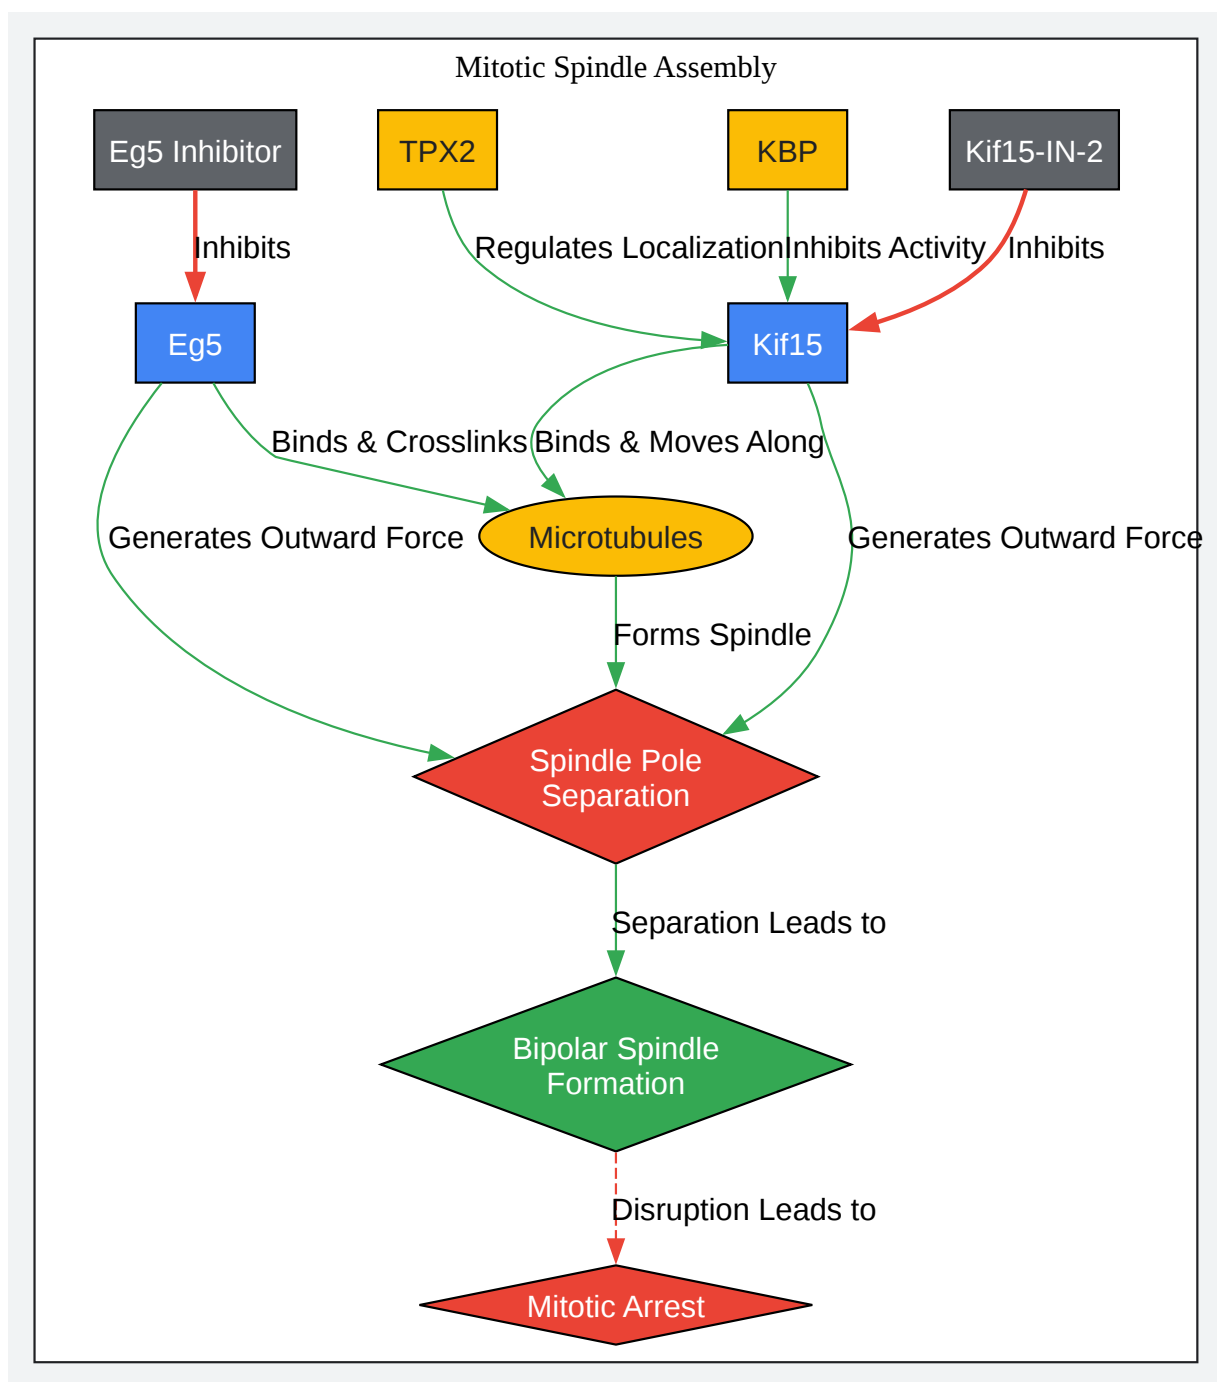 Mitotic Spindle Assembly
Eg5 Inhibitor
TPX2
KBP
Kif15-IN-2
Inhibits
Regulates Localization
Inhibits Activity
Inhibits
Eg5
Kif15
Binds & Crosslinks
Binds & Moves Along
Generates Outward Force
Microtubules
Generates Outward Force
Forms Spindle
Spindle Pole
Separation
Separation Leads to
Bipolar Spindle
Formation
Disruption Leads to
Mitotic Arrest